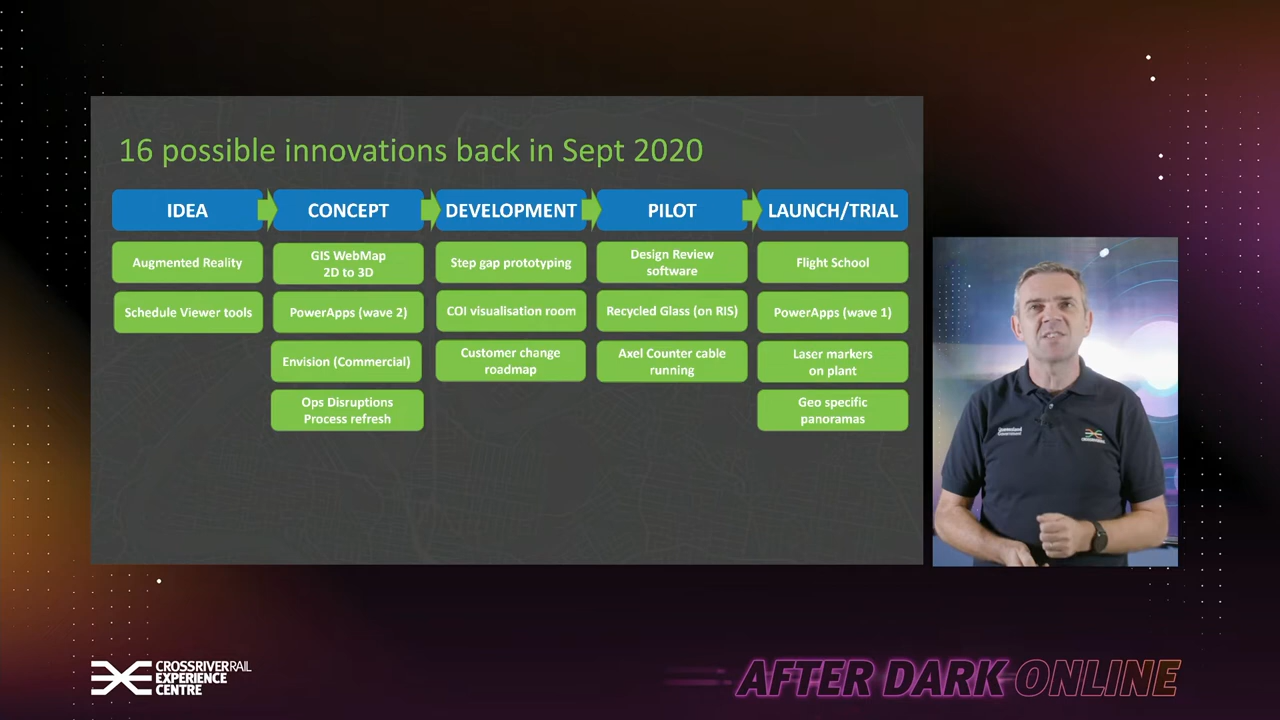 16 possible innovations back in Sept 2020
IDEA
CONCEPT
DEVELOPMENT
PILOT
LAUNCH/TRIAL
Augmented Reality
GIS WebMap
2D to 3D
Step gap prototyping
Design Review
software
Flight School
Schedule Viewer tools
PowerApps (wave 2)
COI visualisation room
Recycled Glass (on RIS)
PowerApps (wave 1)
Envision (Commercial)
Customer change
roadmap
Axel Counter cable
running
Laser markers
on plant
Ops Disruptions
Process refresh
Geo specific
panoramas
Queensland
Government
CROSSRIVERRAIL
EXPERIENCE
CENTRE
AFTER DARK ONLINE